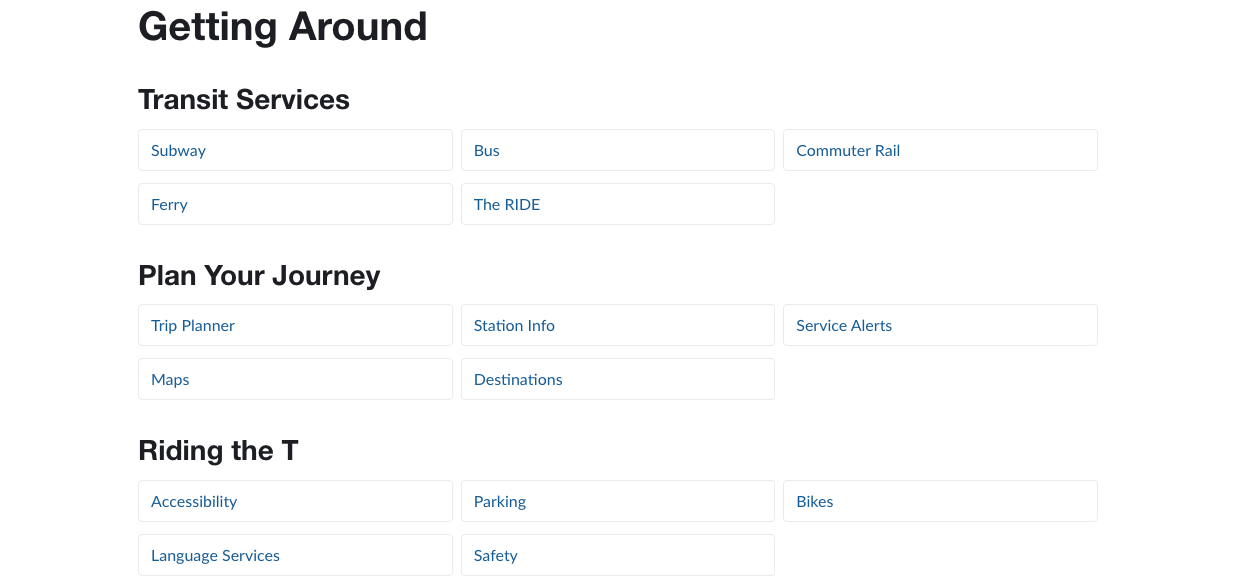 Getting Around
Transit Services
Subway
Bus
Commuter Rail
Ferry
The RIDE
Plan Your Journey
Trip Planner
Station Info
Service Alerts
Maps
Destinations
Riding the T
Accessibility
Parking
Bikes
Language Services
Safety